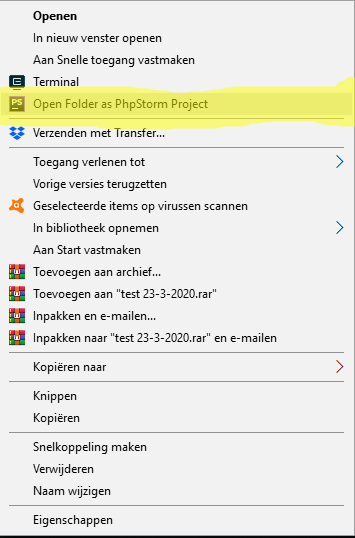 Openen
In nieuw venster openen
Aan Snelle toegang vastmaken
Terminal
PS Open Folder as PhpStorm Project
Verzenden met Transfer...
Toegang verlenen tot
Vorige versies terugzetten
Geselecteerde items op virussen scannen
In bibliotheek opnemen
Aan Start vastmaken
Toevoegen aan archief...
Toevoegen aan "test 23-3-2020.rar"
Inpakken en e-mailen...
Inpakken naar "test 23-3-2020.rar" en e-mailen
Kopiëren naar
Knippen
Kopiëren
Snelkoppeling maken
Verwijderen
Naam wijzigen
Eigenschappen